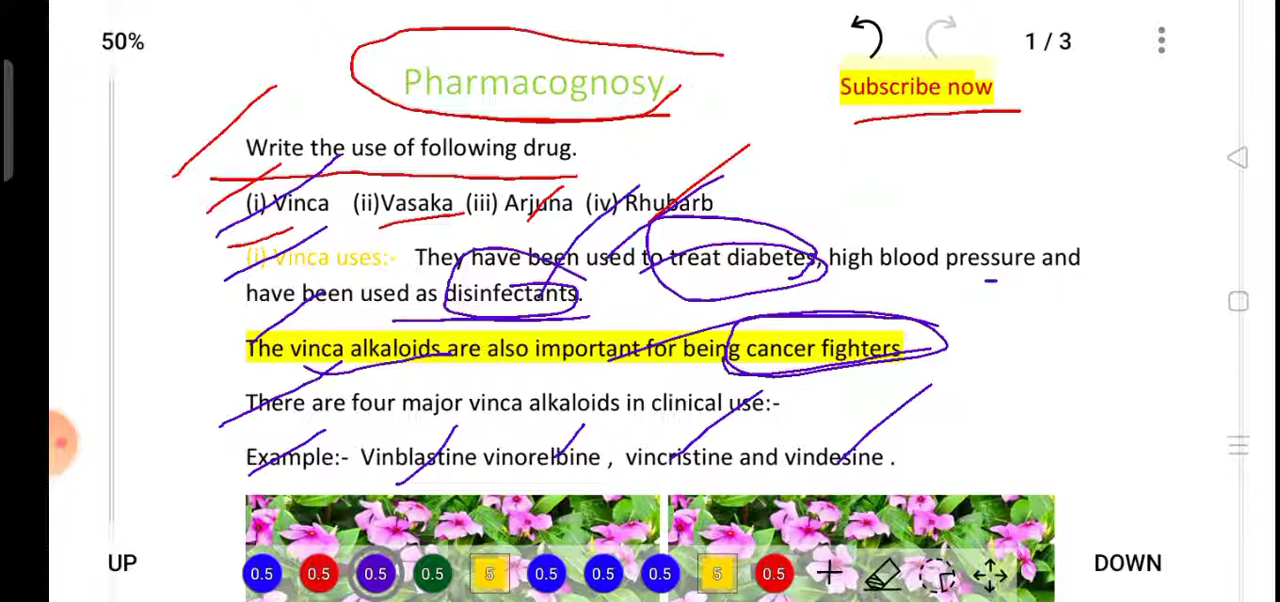 50%
1 / 3
Pharmacognosy
Subscribe now
Write the use of following drug.
(i) Vinca (ii)Vasaka (iii) Arjuna (iv) Rhubarb
(i) Vinca uses:- They have been used to treat diabetes, high blood pressure and
have been used as disinfectants.
The vinca alkaloids are also important for being cancer fighters
There are four major vinca alkaloids in clinical use:-
Example:- Vinblastine vinorelbine , vincristine and vindesine .
UP
DOWN
0.5 0.5 0.5 0.5 5 0.5 0.5 0.5 5 0.5